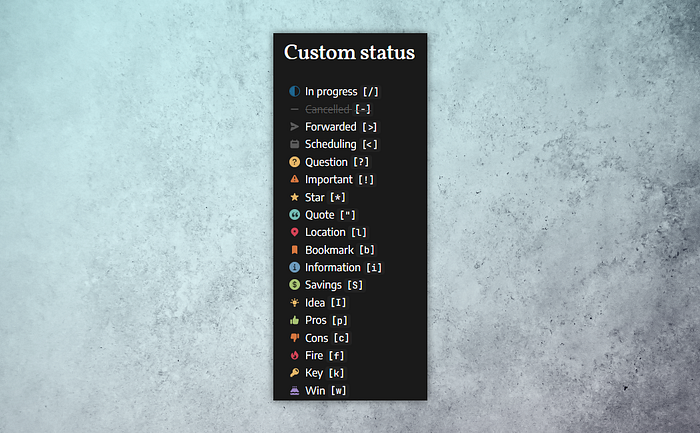 Custom status
In progress [/]
Cancelled [-]
Forwarded [>]
Scheduling [<]
Question [?]
Important [!]
Star [*]
Quote ["]
Location [l]
Bookmark [b]
Information [i]
Savings [S]
Idea [I]
Pros [p]
Cons [c]
Fire [f]
Key [k]
Win [w]